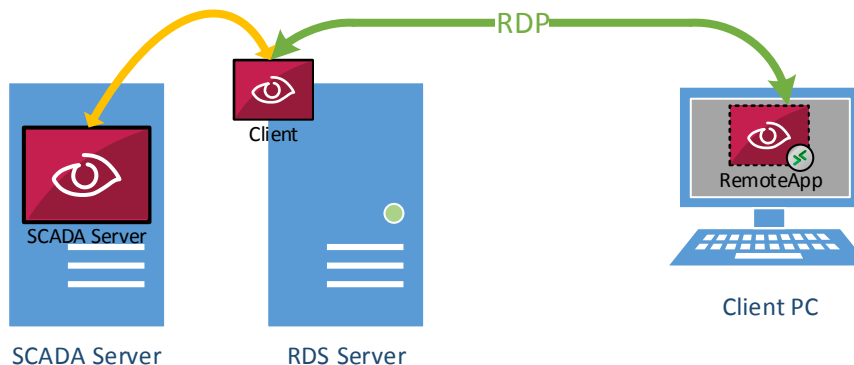 RDP
Client
SCADA Server
RemoteApp
Client PC
SCADA Server
RDS Server